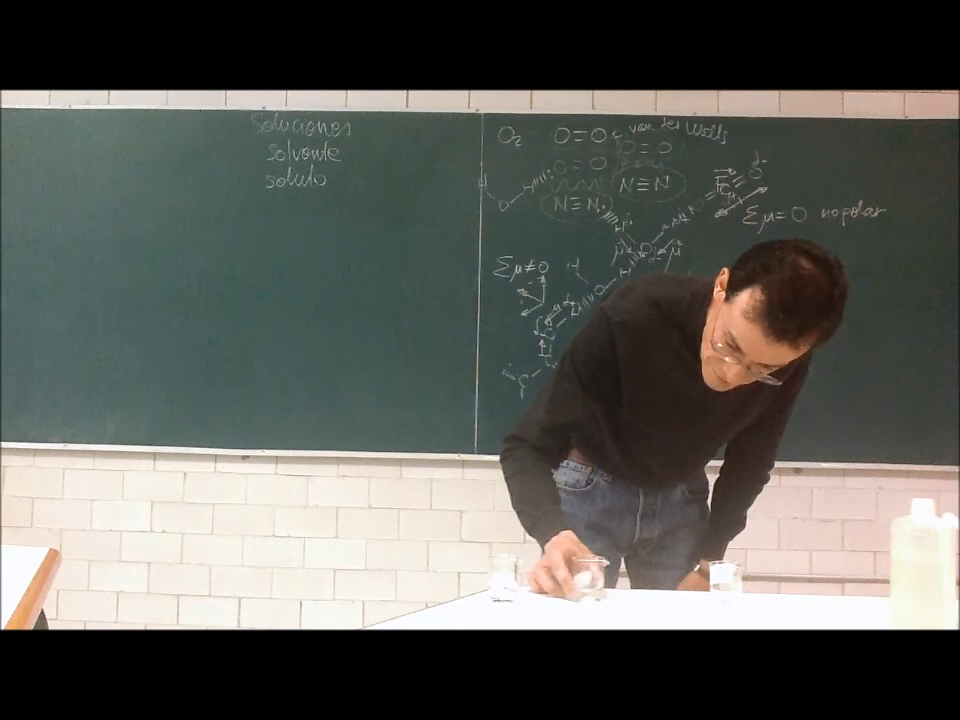 Soluciones
Solvente
soluto
O₂ O=O van der Walls
O=O
O=O
N≡N
N≡N
Σμ=0 no polar
Σμ≠0
μ μ